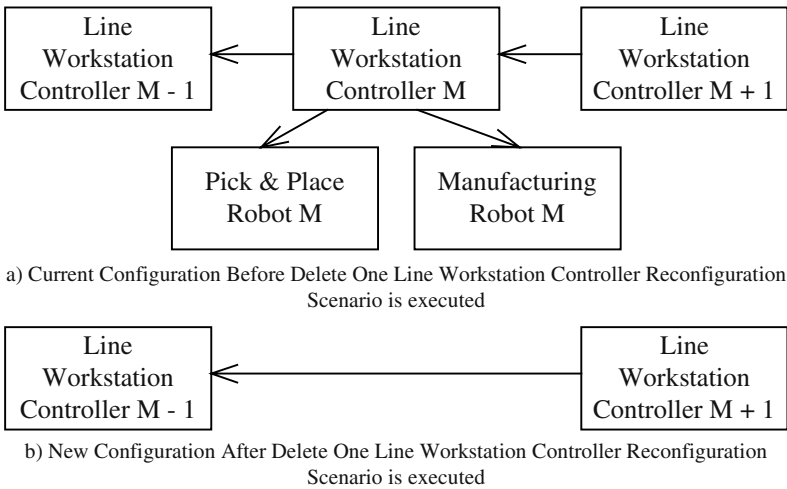 Line
Workstation
Controller M - 1
Line
Workstation
Controller M
Line
Workstation
Controller M + 1
Pick & Place
Robot M
Manufacturing
Robot M
a) Current Configuration Before Delete One Line Workstation Controller Reconfiguration
Scenario is executed
Line
Workstation
Controller M - 1
Line
Workstation
Controller M + 1
b) New Configuration After Delete One Line Workstation Controller Reconfiguration
Scenario is executed